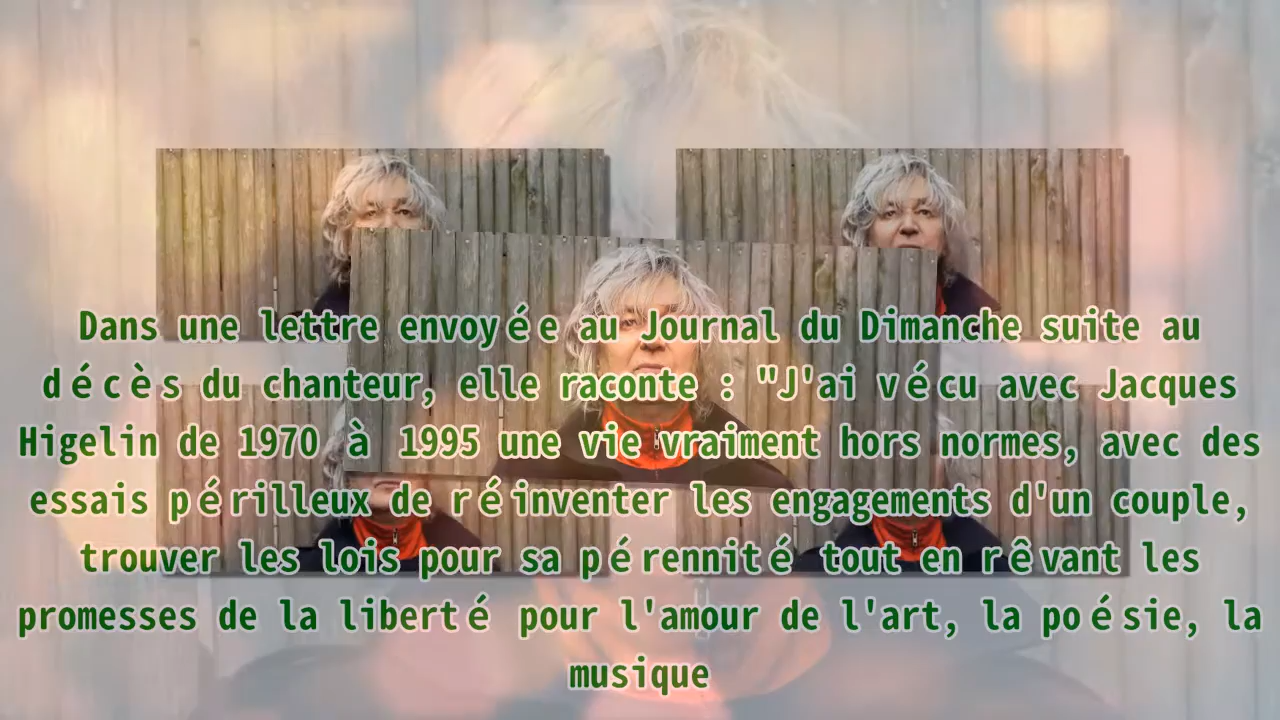 Dans une lettre envoyée au Journal du Dimanche suite au
décès du chanteur, elle raconte : "J'ai vécu avec Jacques
Higelin de 1970 à 1995 une vie vraiment hors normes, avec des
essais périlleux de réinventer les engagements d'un couple,
trouver les lois pour sa pérennité tout en rêvant les
promesses de la liberté pour l'amour de l'art, la poésie, la
musique